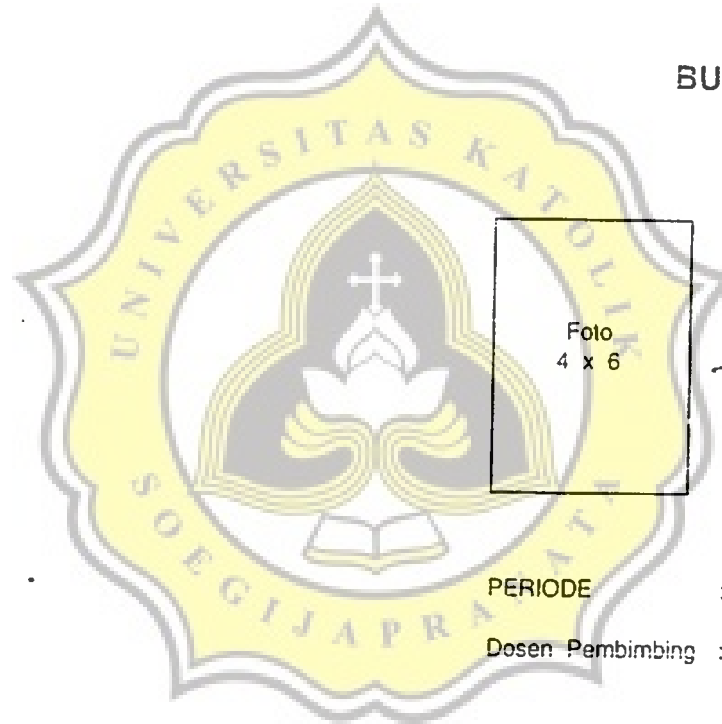 BU
UNIVERSITAS KATOLIK
Foto
4 x 6
SOEGIJAPRANATA
PERIODE :
Dosen Pembimbing :